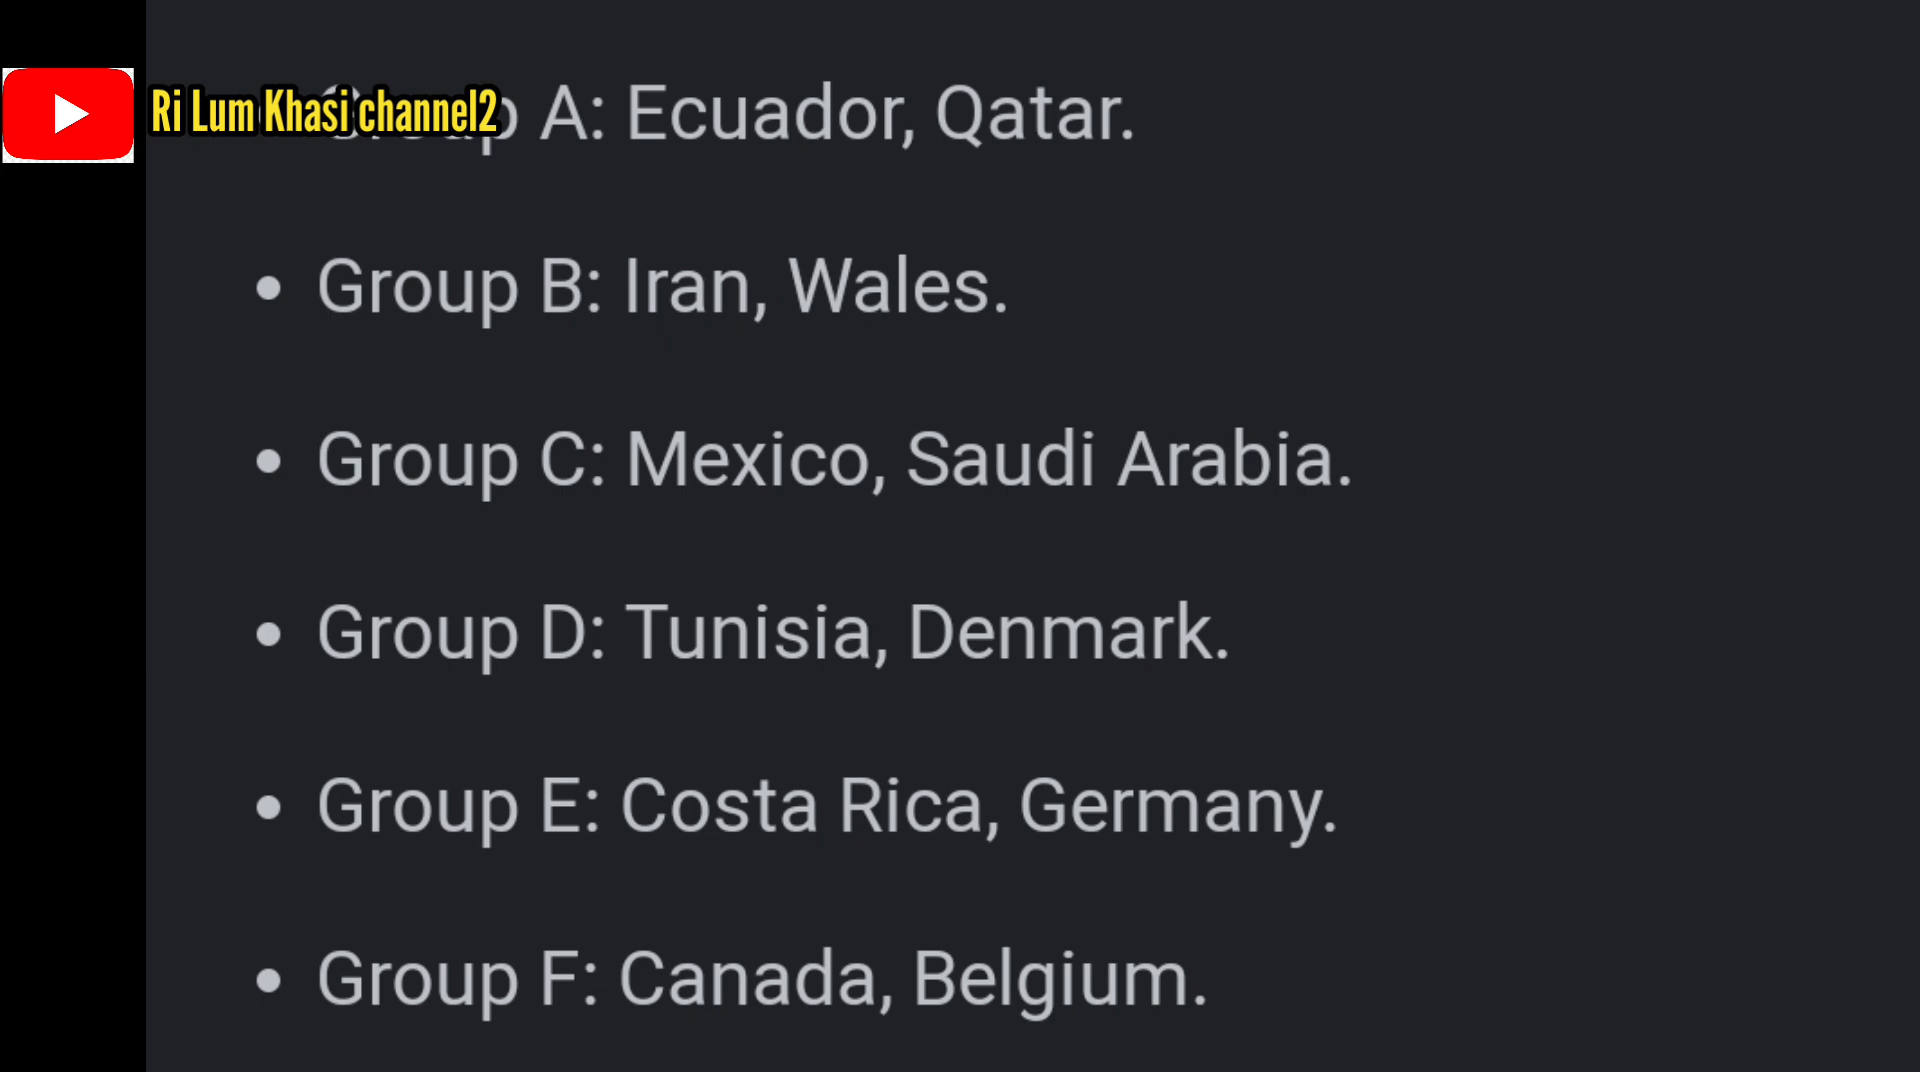 Ri Lum Khasi channel2
Group A: Ecuador, Qatar.
• Group B: Iran, Wales.
• Group C: Mexico, Saudi Arabia.
• Group D: Tunisia, Denmark.
• Group E: Costa Rica, Germany.
• Group F: Canada, Belgium.